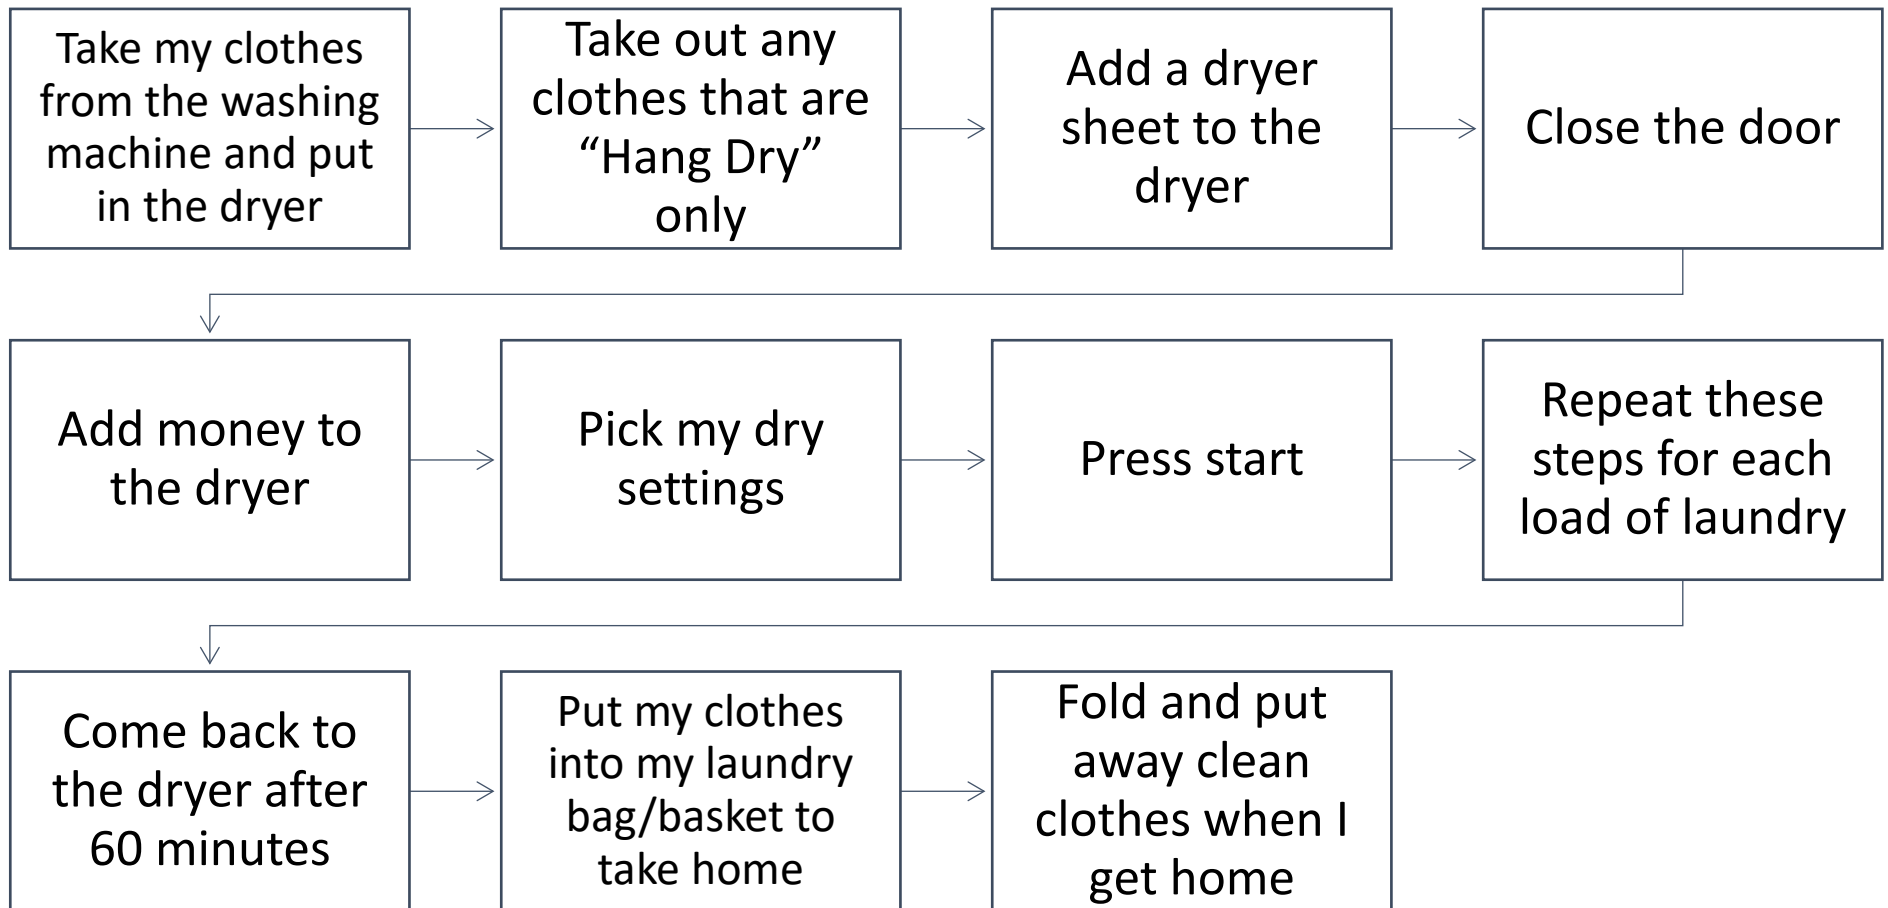 Take my clothes
from the washing
machine and put
in the dryer
Take out any
clothes that are
“Hang Dry”
only
Add a dryer
sheet to the
dryer
Close the door
Add money to
the dryer
Pick my dry
settings
Press start
Repeat these
steps for each
load of laundry
Come back to
the dryer after
60 minutes
Put my clothes
into my laundry
bag/basket to
take home
Fold and put
away clean
clothes when I
get home